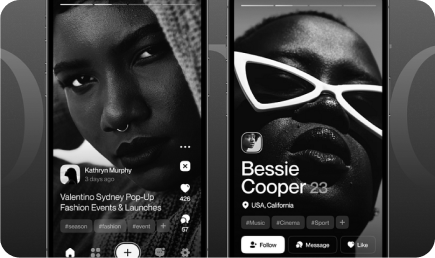 Kathryn Murphy
3 days ago
Valentino Sydney Pop-Up
Fashion Events & Launches
#season
#fashion
#event
426
57
Bessie
Cooper 23
USA, California
#Music
#Cinema
#Sport
Follow
Message
Like